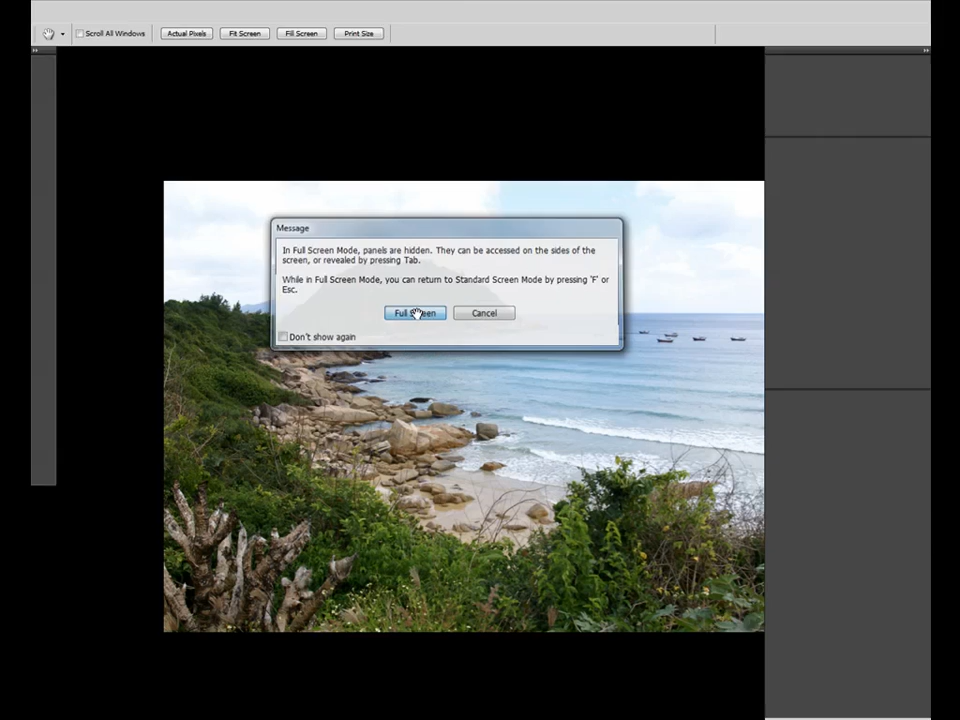 Scroll All Windows
Actual Pixels
Fit Screen
Fill Screen
Print Size
Message
In Full Screen Mode, panels are hidden. They can be accessed on the sides of the
screen, or revealed by pressing Tab.
While in Full Screen Mode, you can return to Standard Screen Mode by pressing 'F' or
Esc.
Full Screen
Cancel
Don't show again